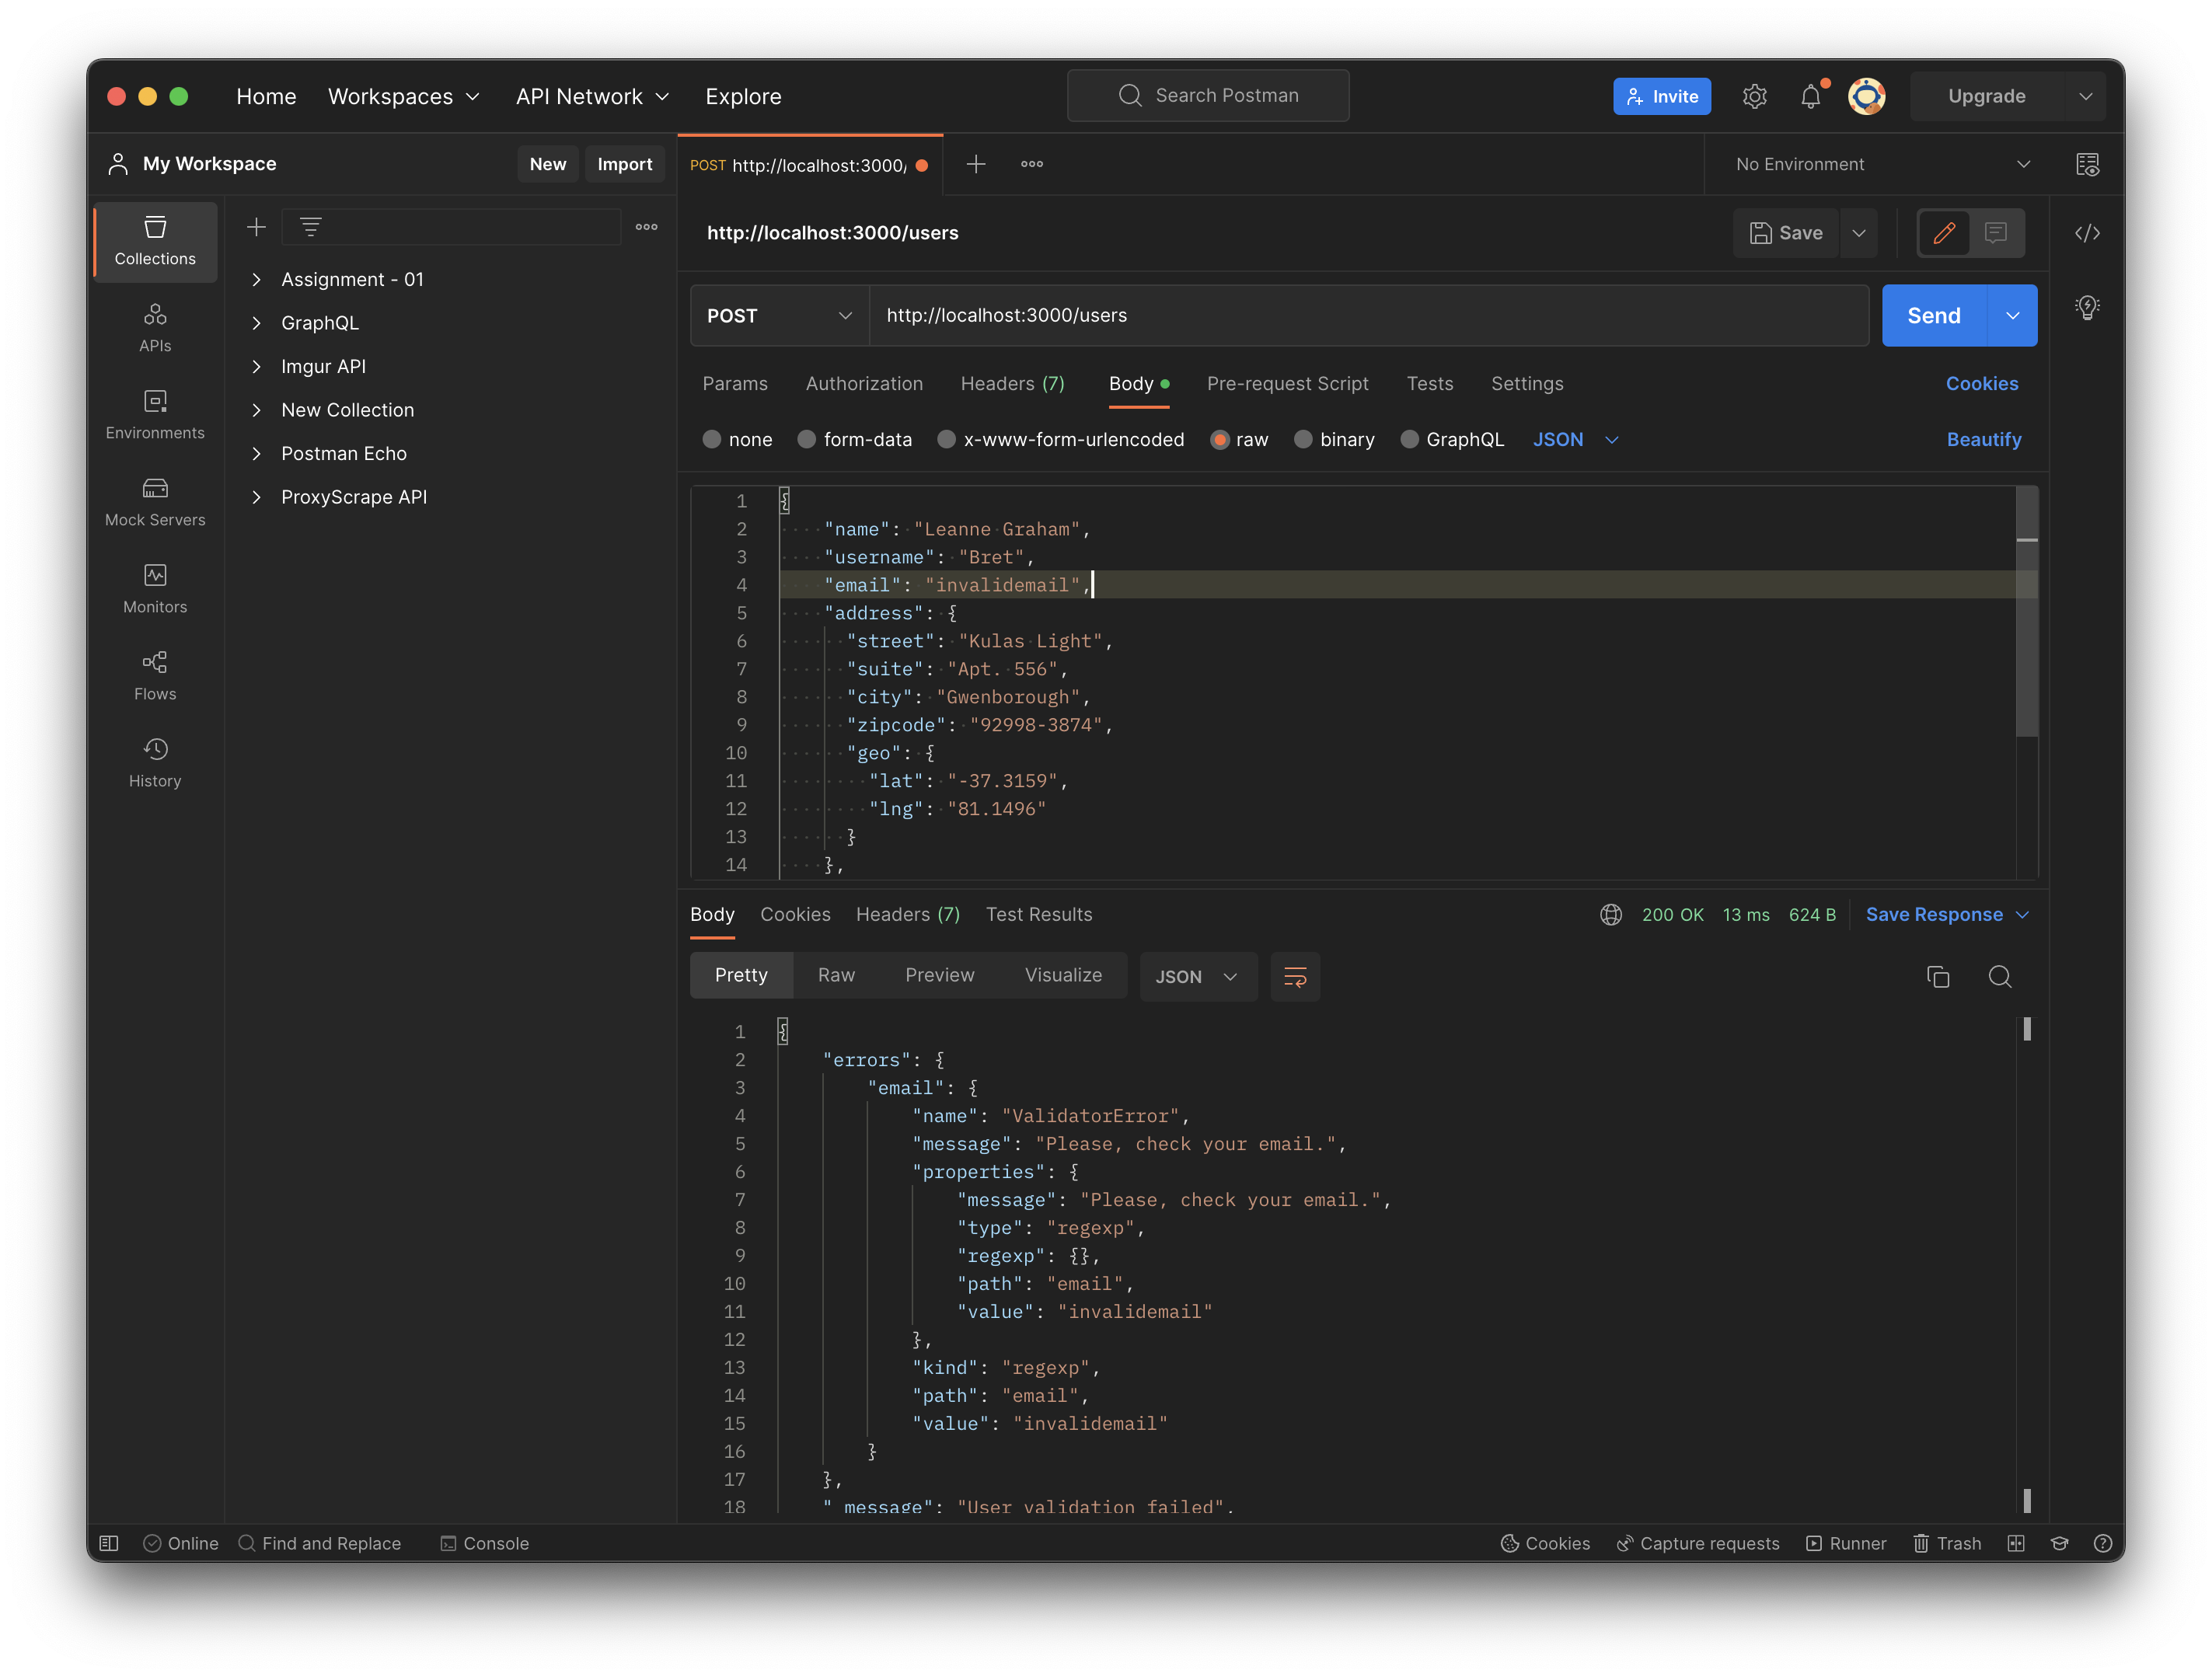 Home Workspaces API Network Explore Search Postman Invite Upgrade
My Workspace New Import POST http://localhost:3000/ No Environment
Collections
APIs
Environments
Mock Servers
Monitors
Flows
History
Assignment - 01
GraphQL
Imgur API
New Collection
Postman Echo
ProxyScrape API
http://localhost:3000/users Save
POST http://localhost:3000/users Send
Params Authorization Headers (7) Body Pre-request Script Tests Settings Cookies
none form-data x-www-form-urlencoded raw binary GraphQL JSON Beautify
1 {
2 "name": "Leanne Graham",
3 "username": "Bret",
4 "email": "invalidemail",
5 "address": {
6 "street": "Kulas Light",
7 "suite": "Apt. 556",
8 "city": "Gwenborough",
9 "zipcode": "92998-3874",
10 "geo": {
11 "lat": "-37.3159",
12 "lng": "81.1496"
13 }
14 },
Body Cookies Headers (7) Test Results 200 OK 13 ms 624 B Save Response
Pretty Raw Preview Visualize JSON
1 {
2 "errors": {
3 "email": {
4 "name": "ValidatorError",
5 "message": "Please, check your email.",
6 "properties": {
7 "message": "Please, check your email.",
8 "type": "regexp",
9 "regexp": {},
10 "path": "email",
11 "value": "invalidemail"
12 },
13 "kind": "regexp",
14 "path": "email",
15 "value": "invalidemail"
16 }
17 },
18 "_message": "User validation failed",
Online Find and Replace Console Cookies Capture requests Runner Trash